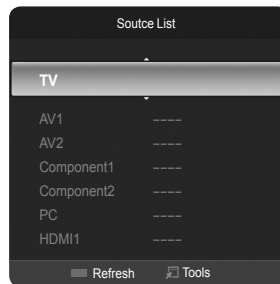 Soutce List
TV
AV1 ----
AV2 ----
Component1 ----
Component2 ----
PC ----
HDMI1 ----
Refresh Tools